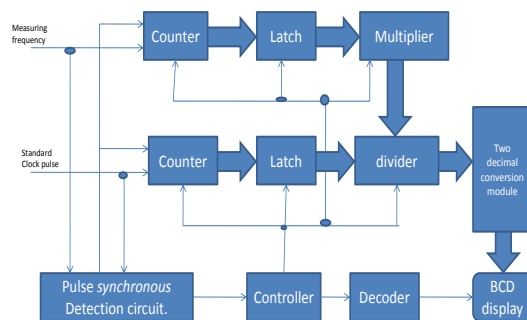 Measuring
frequency
Counter
Latch
Multiplier
Standard
Clock pulse
Counter
Latch
divider
Two
decimal
conversion
module
Pulse synchronous
Detection circuit.
Controller
Decoder
BCD
display